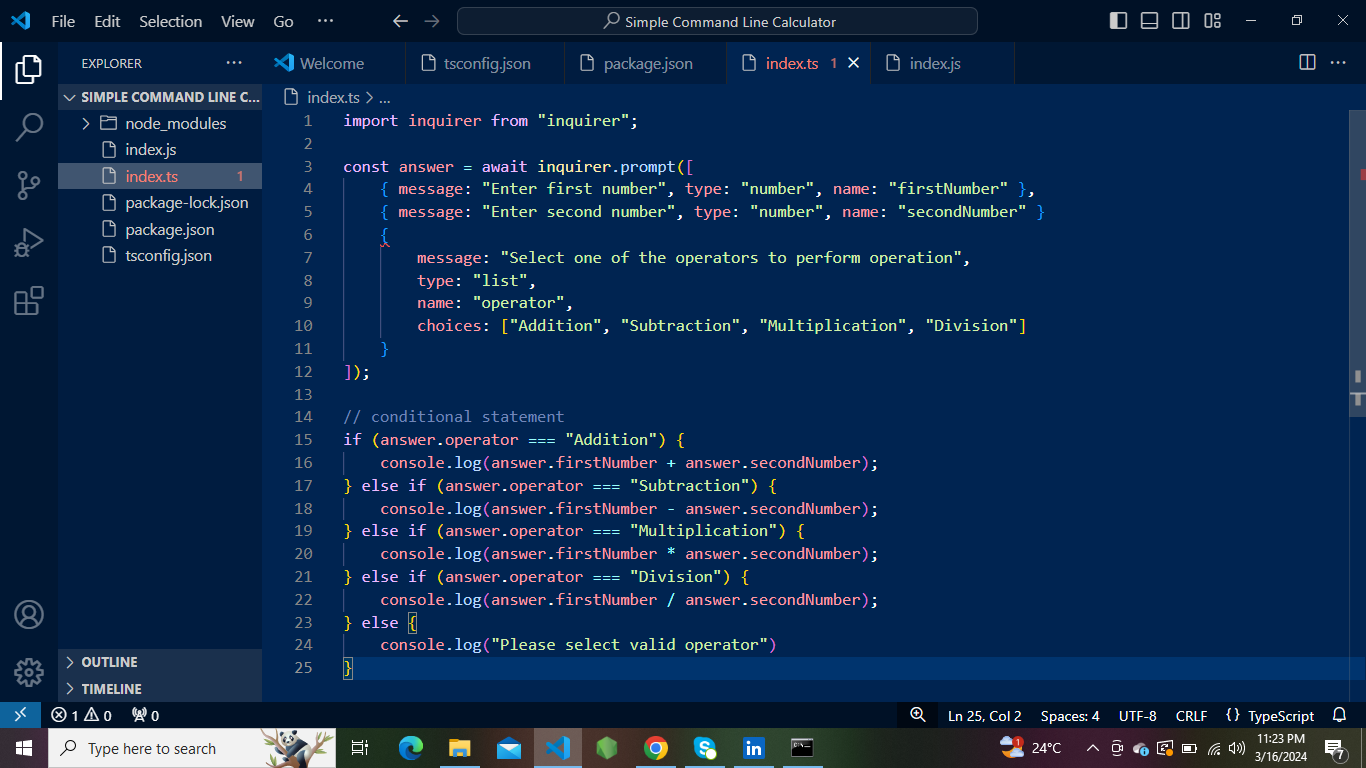 File Edit Selection View Go ··· Simple Command Line Calculator
EXPLORER ···
Welcome tsconfig.json package.json index.ts 1 index.js ···
SIMPLE COMMAND LINE C...
node_modules
index.js
index.ts 1
package-lock.json
package.json
tsconfig.json
OUTLINE
TIMELINE
index.ts > ...
1 import inquirer from "inquirer";
2
3 const answer = await inquirer.prompt([
4     { message: "Enter first number", type: "number", name: "firstNumber" },
5     { message: "Enter second number", type: "number", name: "secondNumber" }
6     {
7         message: "Select one of the operators to perform operation",
8         type: "list",
9         name: "operator",
10         choices: ["Addition", "Subtraction", "Multiplication", "Division"]
11     }
12 ]);
13
14 // conditional statement
15 if (answer.operator === "Addition") {
16     console.log(answer.firstNumber + answer.secondNumber);
17 } else if (answer.operator === "Subtraction") {
18     console.log(answer.firstNumber - answer.secondNumber);
19 } else if (answer.operator === "Multiplication") {
20     console.log(answer.firstNumber * answer.secondNumber);
21 } else if (answer.operator === "Division") {
22     console.log(answer.firstNumber / answer.secondNumber);
23 } else {
24     console.log("Please select valid operator")
25 }
1 0 0 Ln 25, Col 2 Spaces: 4 UTF-8 CRLF {} TypeScript
Type here to search 1 24°C 11:23 PM
3/16/2024 7